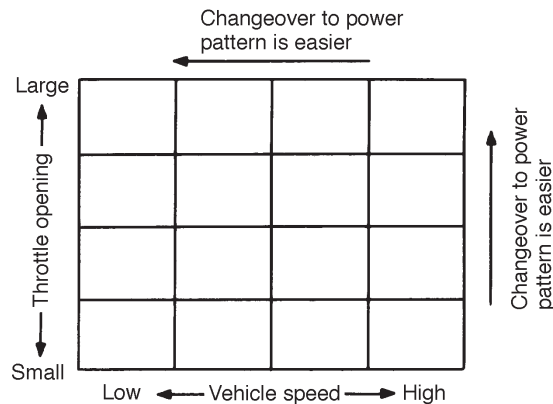 Changeover to power
pattern is easier
Large
Throttle opening
Small
Low
Vehicle speed
High
Changeover to power
pattern is easier